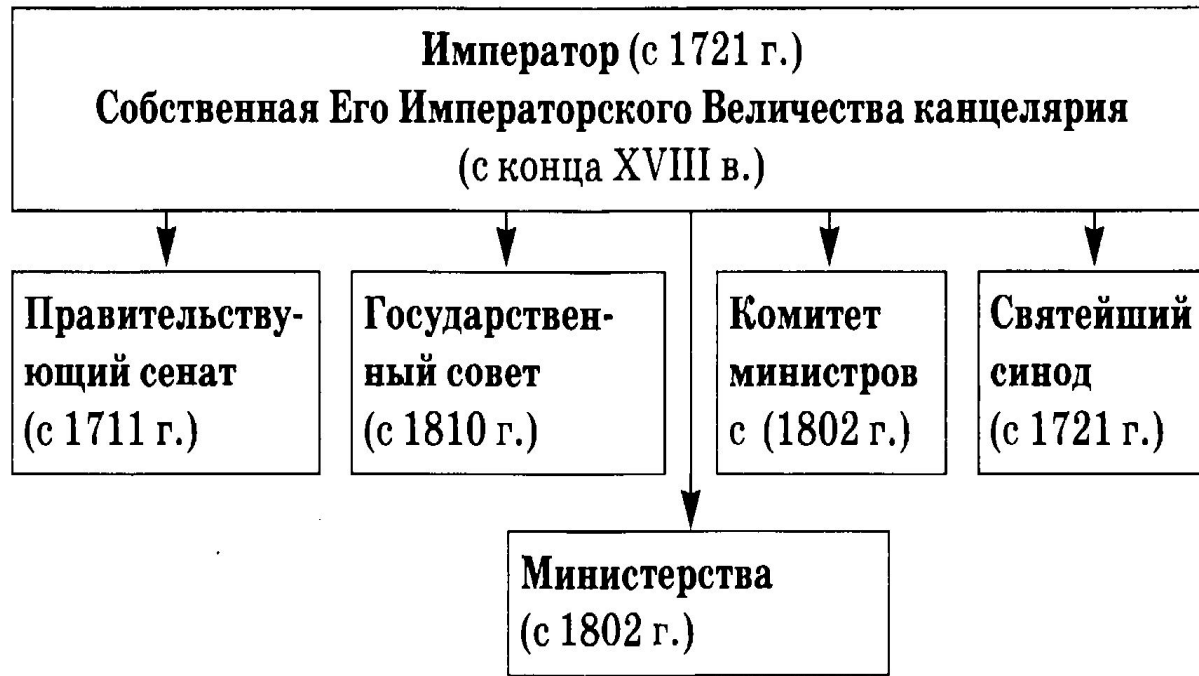 Император (с 1721 г.)
Собственная Его Императорского Величества канцелярия
(с конца XVIII в.)
Правительству-
ющий сенат
(с 1711 г.)
Государствен-
ный совет
(с 1810 г.)
Комитет
министров
с (1802 г.)
Святейший
синод
(с 1721 г.)
Министерства
(с 1802 г.)